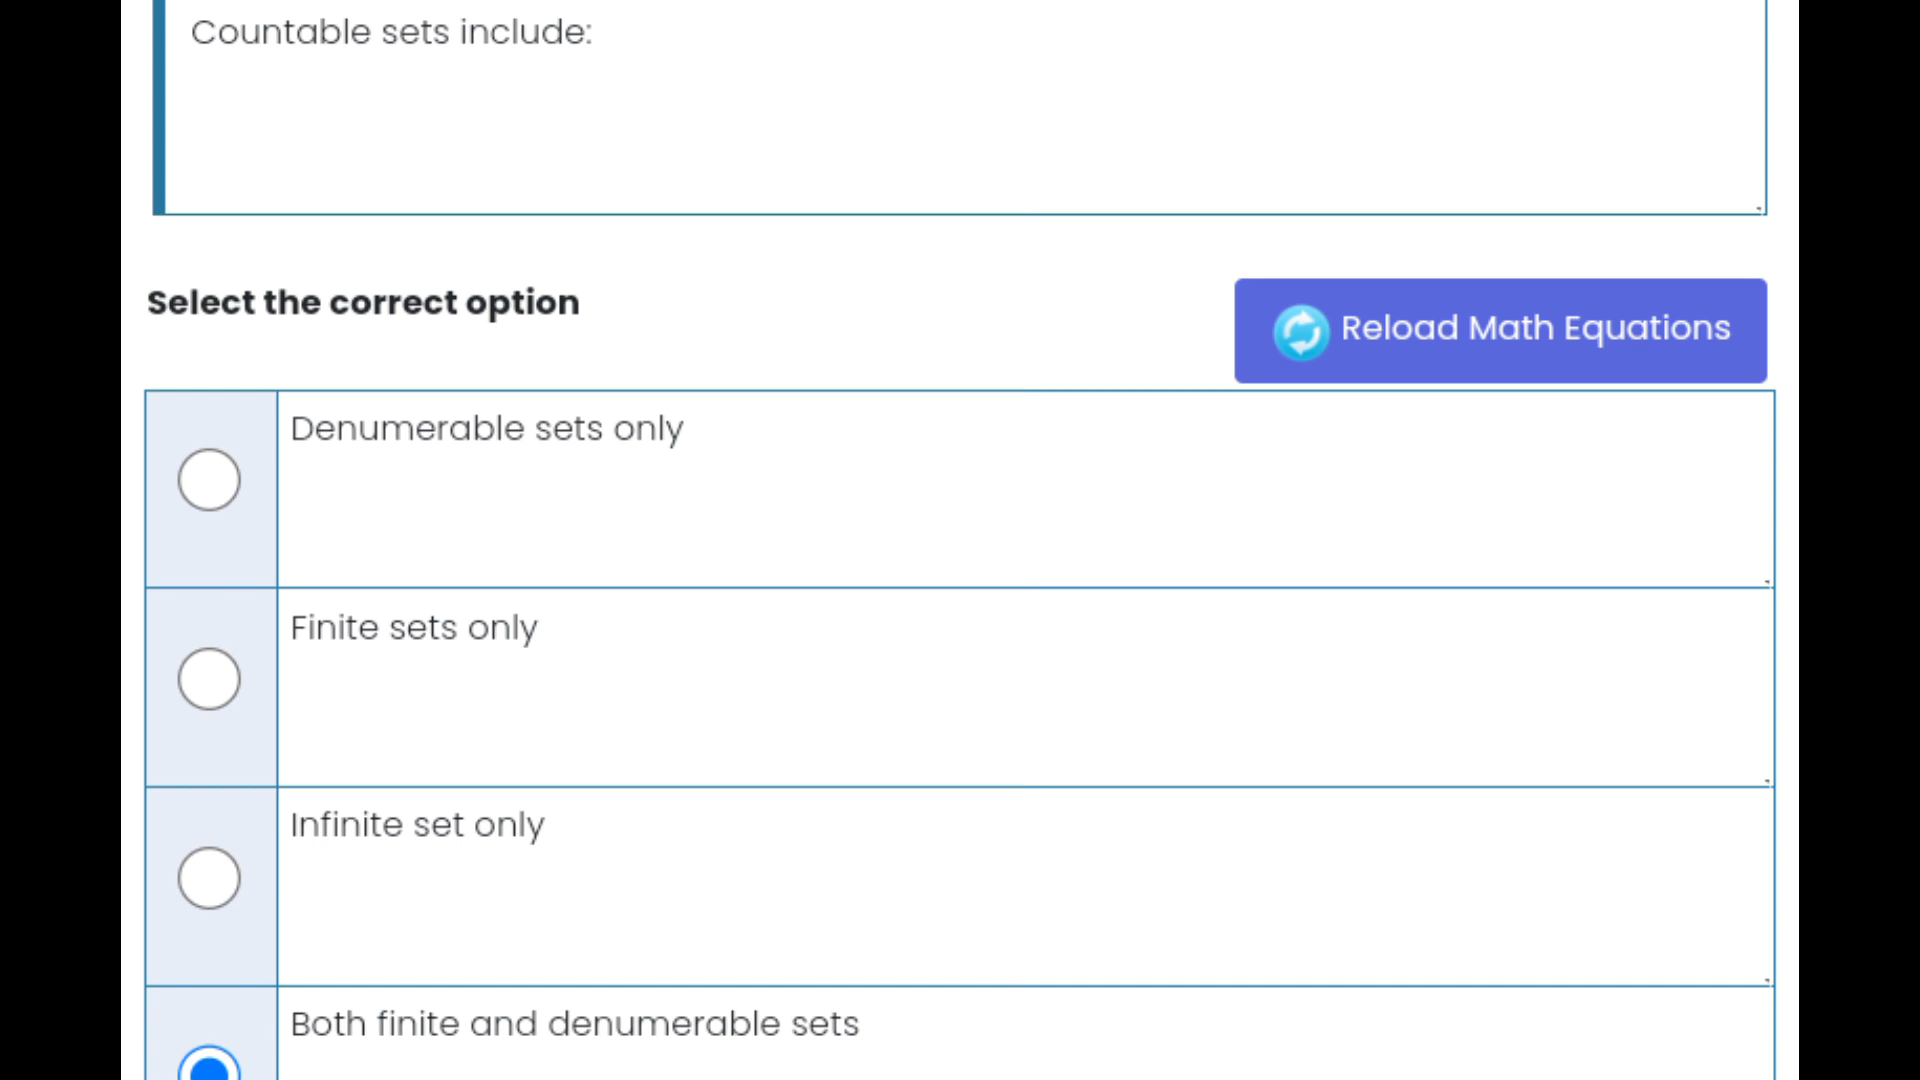 Countable sets include:
Select the correct option
Reload Math Equations
Denumerable sets only
Finite sets only
Infinite set only
Both finite and denumerable sets